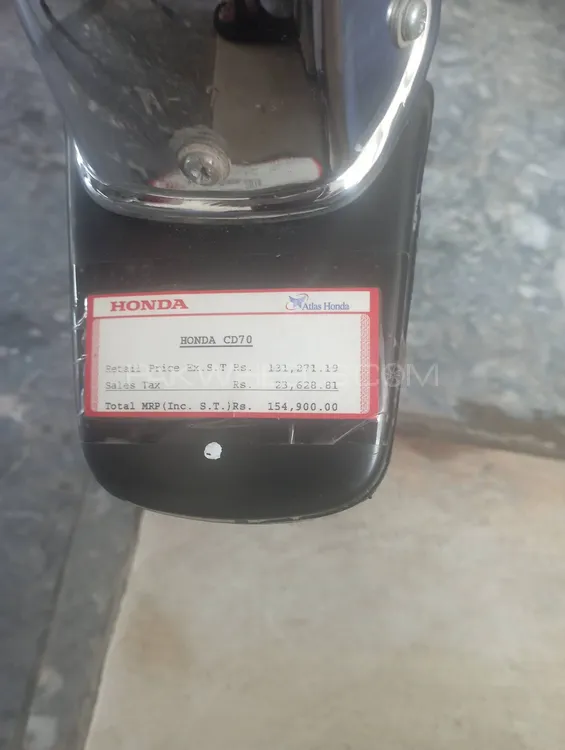 HONDA
Atlas Honda
HONDA CD70
Retail Price Ex.S.T Rs. 131,271.19
Sales Tax Rs. 23,628.81
Total MRP(Inc. S.T.)Rs. 154,900.00